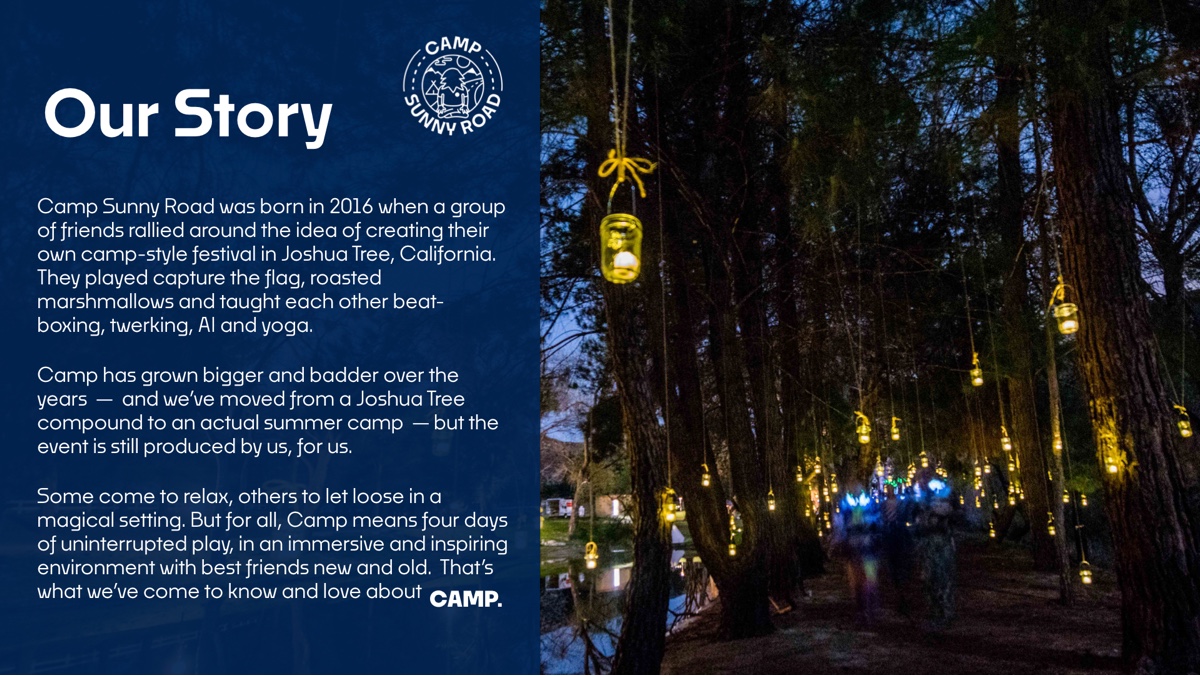 Our Story
CAMP
SUNNY ROAD
Camp Sunny Road was born in 2016 when a group
of friends rallied around the idea of creating their
own camp-style festival in Joshua Tree, California.
They played capture the flag, roasted
marshmallows and taught each other beat-
boxing, twerking, AI and yoga.
Camp has grown bigger and badder over the
years — and we've moved from a Joshua Tree
compound to an actual summer camp — but the
event is still produced by us, for us.
Some come to relax, others to let loose in a
magical setting. But for all, Camp means four days
of uninterrupted play, in an immersive and inspiring
environment with best friends new and old. That's
what we've come to know and love about CAMP.